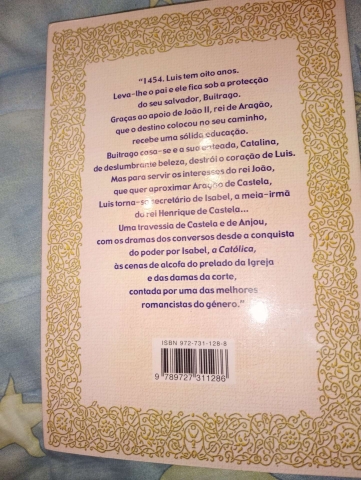 "1454. Luis tem oito anos.
Leva-lhe o pai e ele fica sob a protecção
do seu salvador, Buitrago.
Graças ao apoio de João II, rei de Aragão,
que o destino colocou no seu caminho,
recebe uma sólida educação.
Buitrago casa-se e a sua enteada, Catalina,
de deslumbrante beleza, destrói o coração de Luis.
Mas para servir os interesses do rei João,
que quer aproximar Aragão de Castela,
Luis torna-se secretário de Isabel, a meia-irmã
do rei Henrique de Castela...
Uma travessia de Castela e de Anjou,
com os dramas dos conversos desde a conquista
do poder por Isabel, a Católica,
às cenas de alcofa do prelado da Igreja
e das damas da corte,
contada por uma das melhores
romancistas do género."
ISBN 972-731-128-8
9 789727 311286